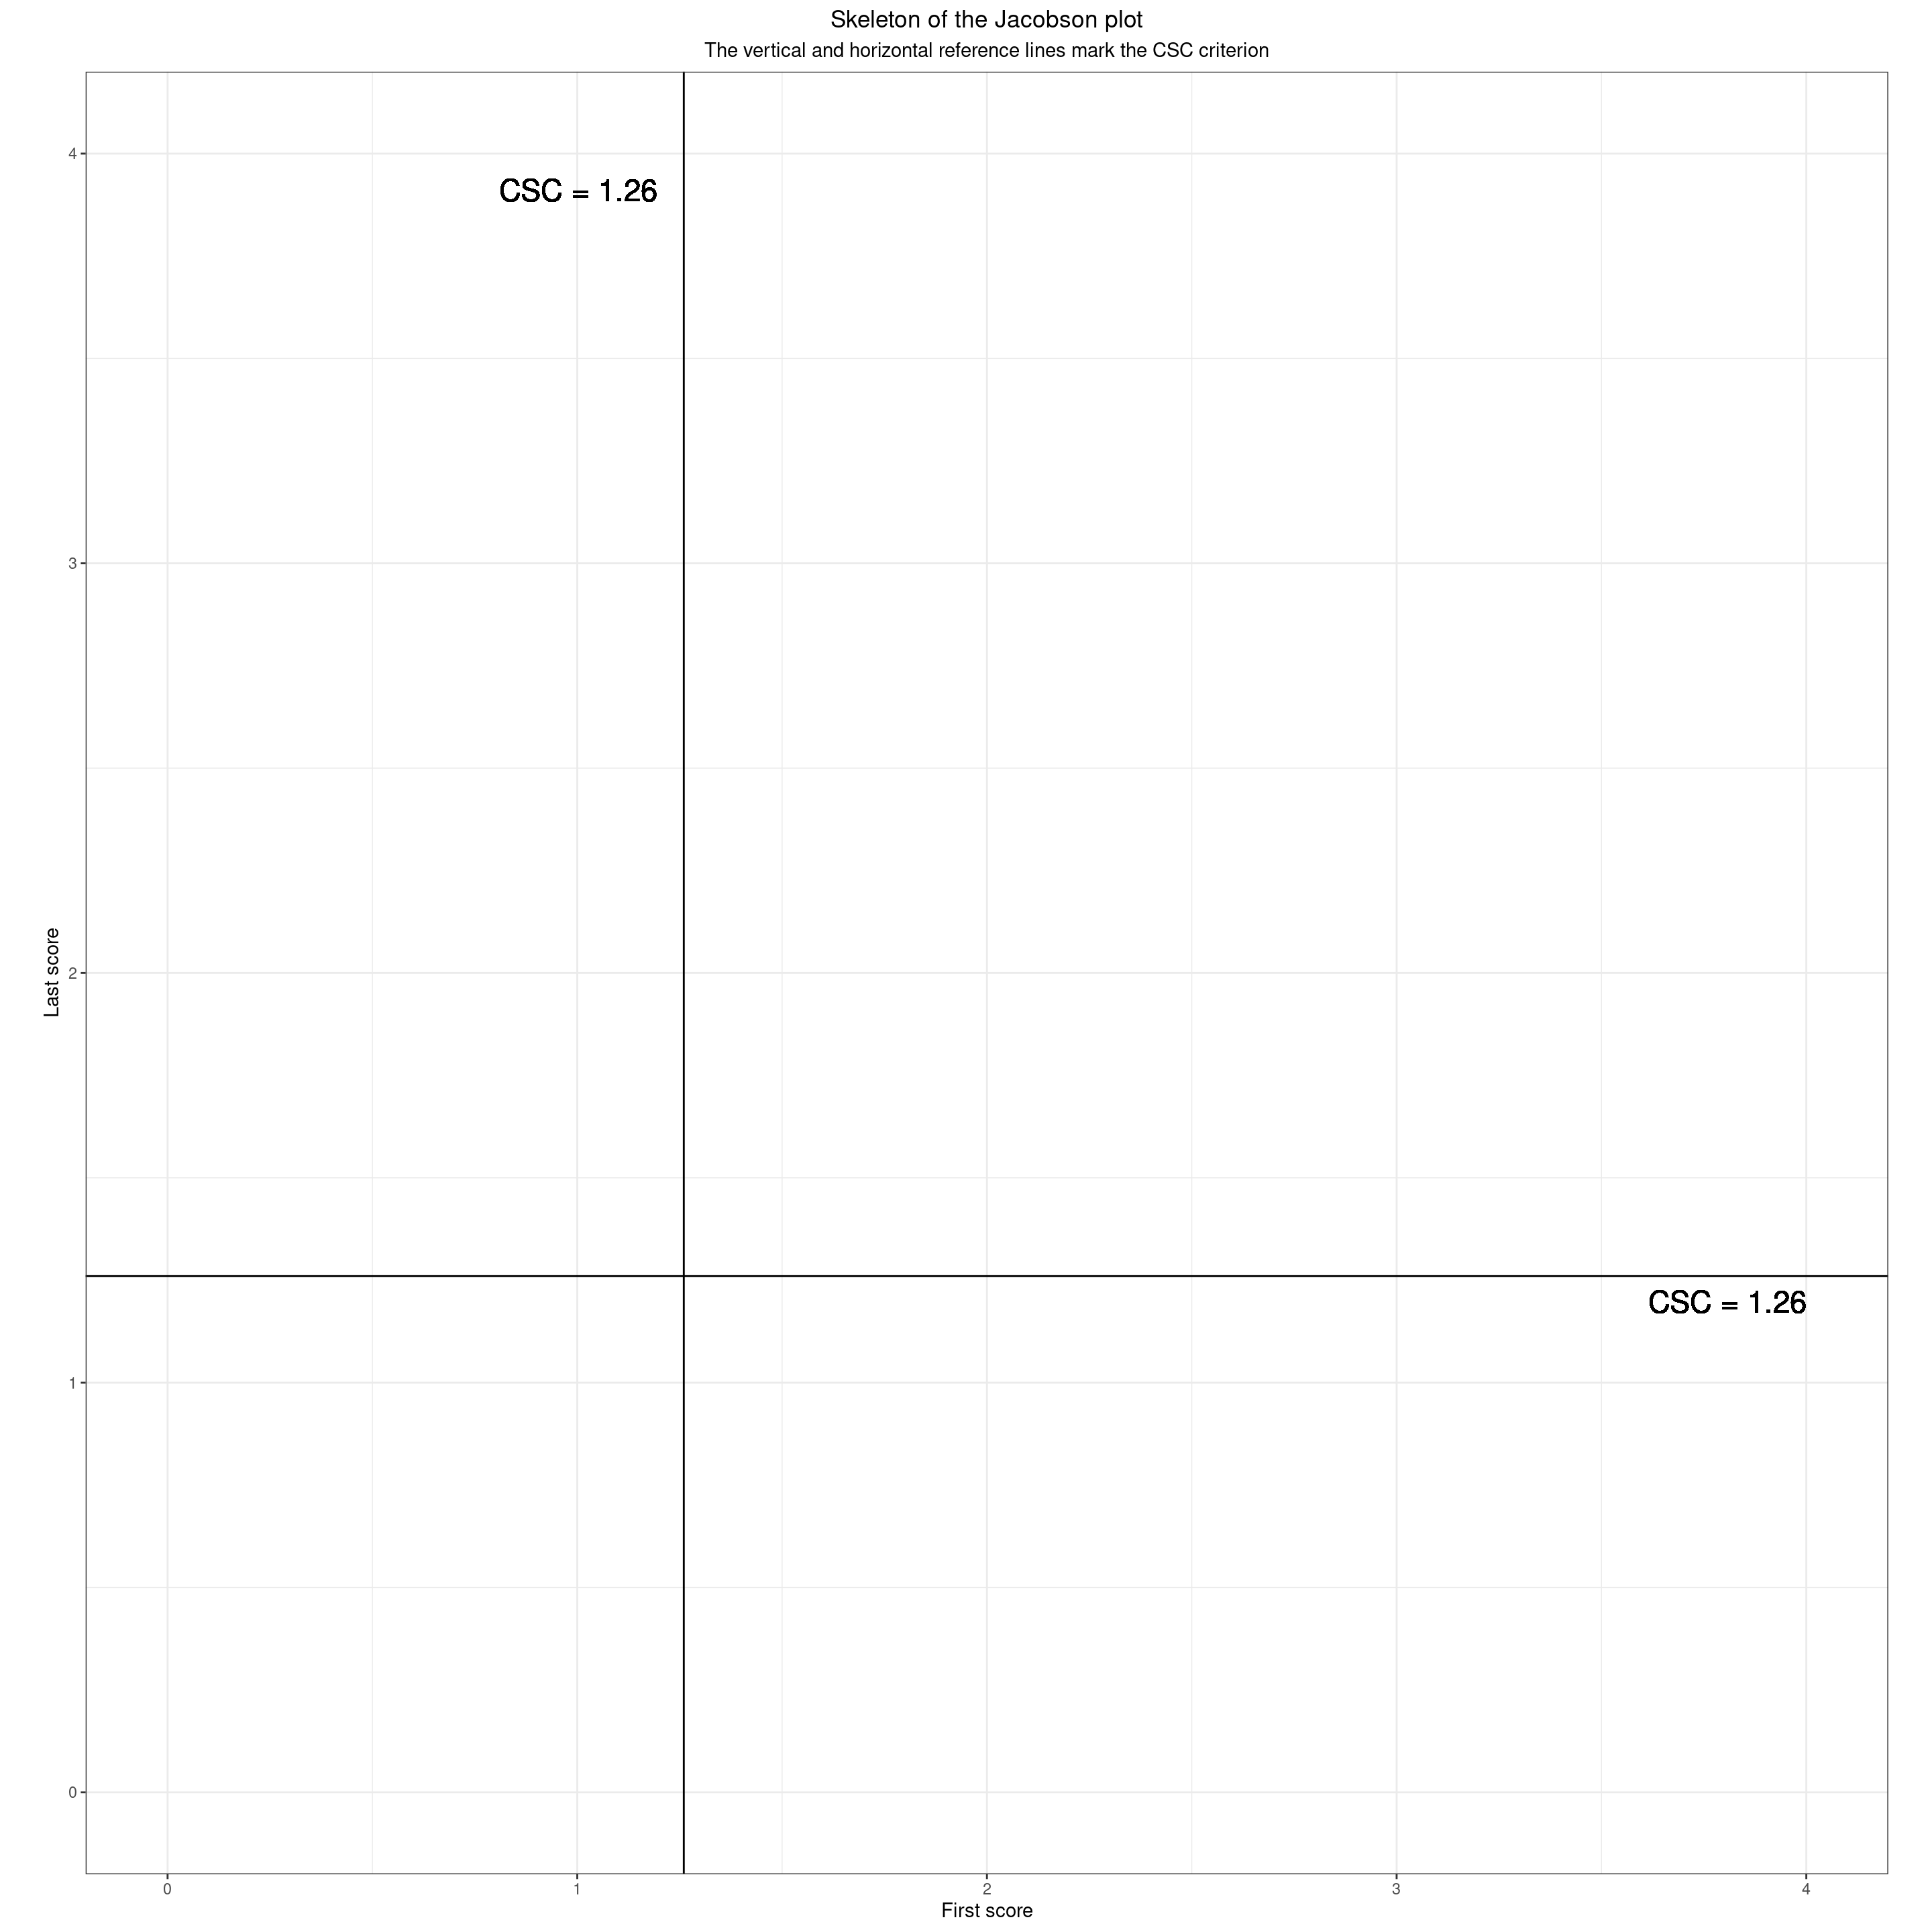 Skeleton of the Jacobson plot
The vertical and horizontal reference lines mark the CSC criterion
4
CSC = 1.26
3
Last score
2
CSC = 1.26
1
0
0 1 2 3 4
First score